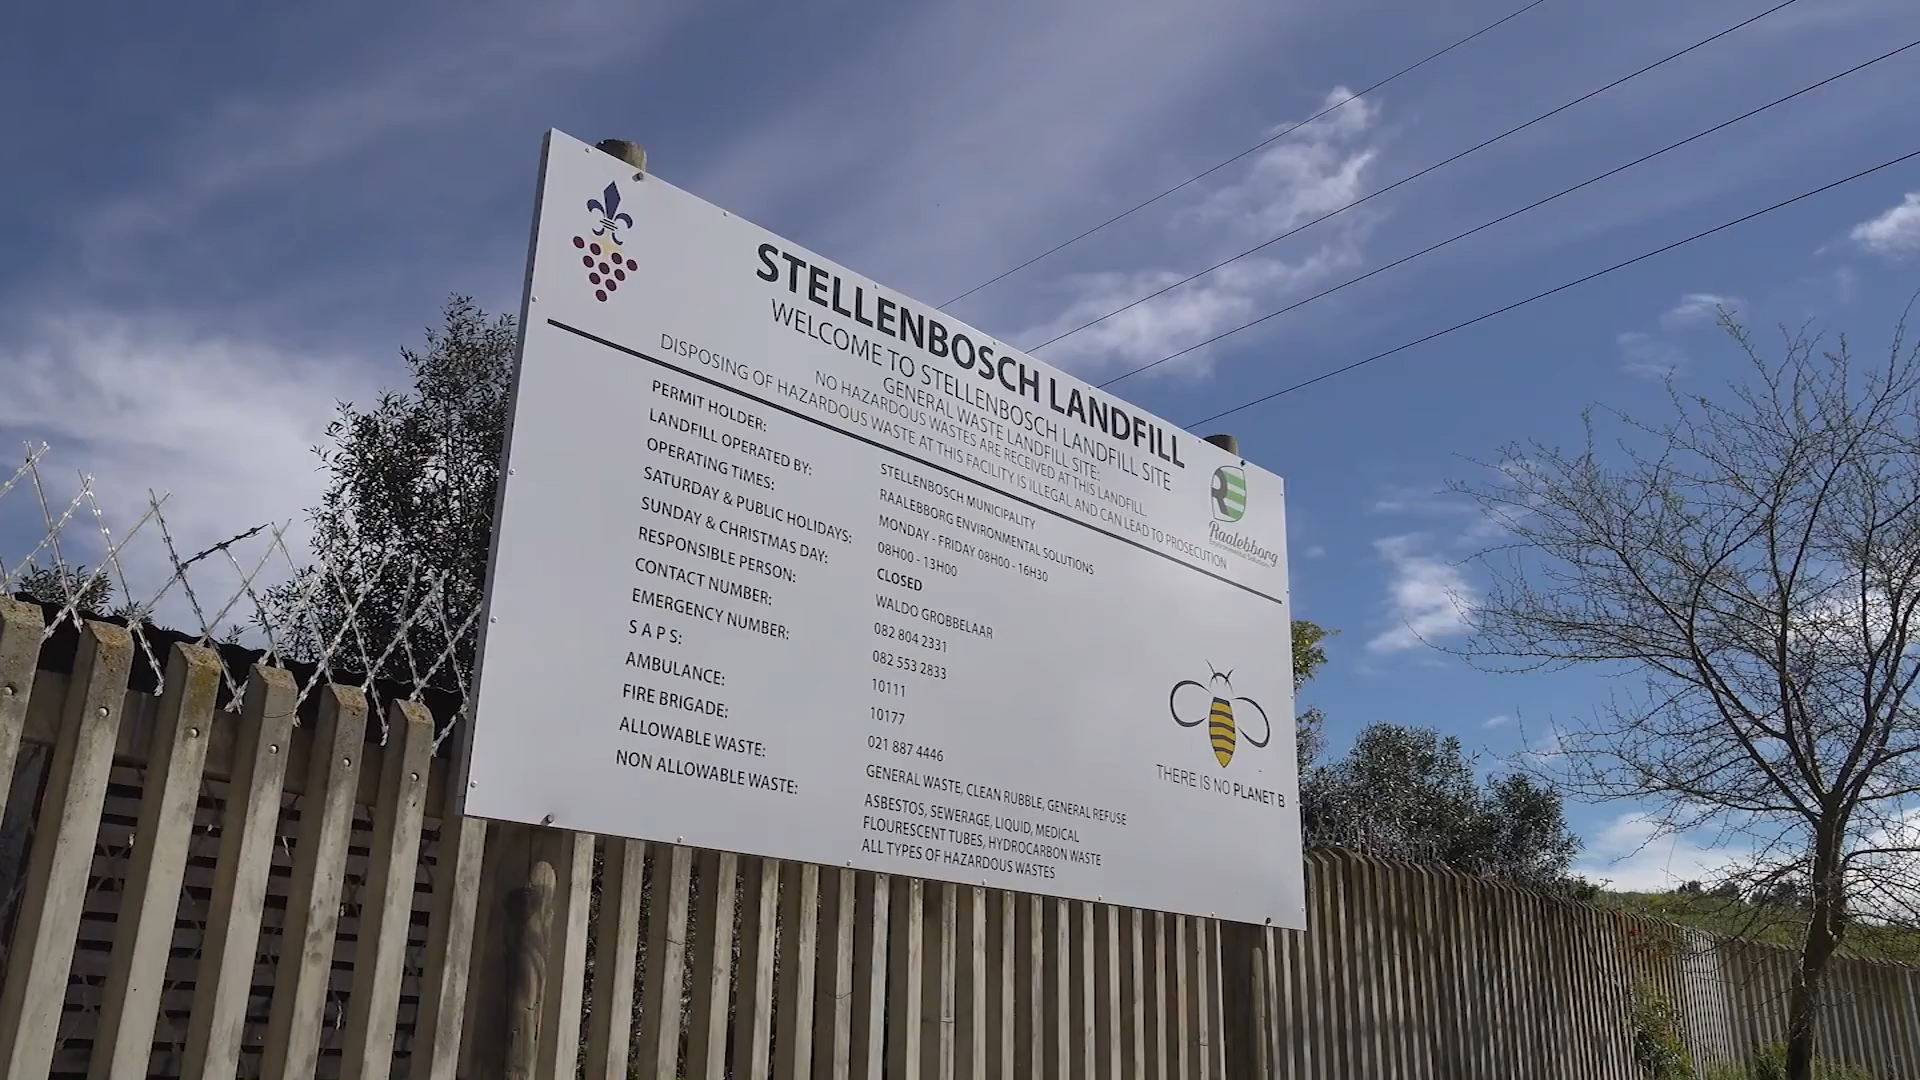 STELLENBOSCH LANDFILL
WELCOME TO STELLENBOSCH LANDFILL SITE
GENERAL WASTE LANDFILL SITE:
NO HAZARDOUS WASTES ARE RECEIVED AT THIS LANDFILL.
DISPOSING OF HAZARDOUS WASTE AT THIS FACILITY IS ILLEGAL AND CAN LEAD TO PROSECUTION
R
Raalebborg
Environmental Solutions
PERMIT HOLDER: STELLENBOSCH MUNICIPALITY
LANDFILL OPERATED BY: RAALEBBORG ENVIRONMENTAL SOLUTIONS
OPERATING TIMES: MONDAY - FRIDAY 08H00 - 16H30
SATURDAY & PUBLIC HOLIDAYS: 08H00 - 13H00
SUNDAY & CHRISTMAS DAY: CLOSED
RESPONSIBLE PERSON: WALDO GROBBELAAR
CONTACT NUMBER: 082 804 2331
EMERGENCY NUMBER: 082 553 2833
S A P S: 10111
AMBULANCE: 10177
FIRE BRIGADE: 021 887 4446
ALLOWABLE WASTE: GENERAL WASTE, CLEAN RUBBLE, GENERAL REFUSE
NON ALLOWABLE WASTE: ASBESTOS, SEWERAGE, LIQUID, MEDICAL
FLOURESCENT TUBES, HYDROCARBON WASTE
ALL TYPES OF HAZARDOUS WASTES
THERE IS NO PLANET B